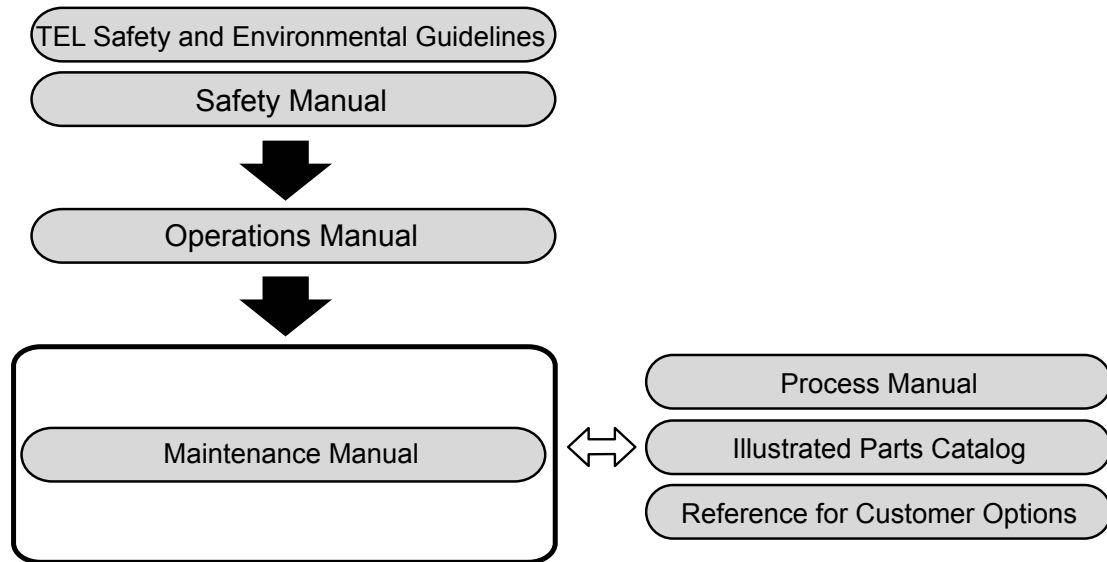 TEL Safety and Environmental Guidelines
Safety Manual
Operations Manual
Maintenance Manual
Process Manual
Illustrated Parts Catalog
Reference for Customer Options